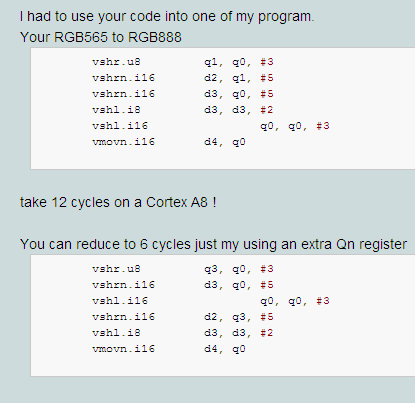 I had to use your code into one of my program.
Your RGB565 to RGB888
vshr.u8 q1, q0, #3
vshrn.i16 d2, q1, #5
vshrn.i16 d3, q0, #5
vshl.i8 d3, d3, #2
vshl.i16 q0, q0, #3
vmovn.i16 d4, q0
take 12 cycles on a Cortex A8 !
You can reduce to 6 cycles just my using an extra Qn register
vshr.u8 q3, q0, #3
vshrn.i16 d3, q0, #5
vshl.i16 q0, q0, #3
vshrn.i16 d2, q3, #5
vshl.i8 d3, d3, #2
vmovn.i16 d4, q0